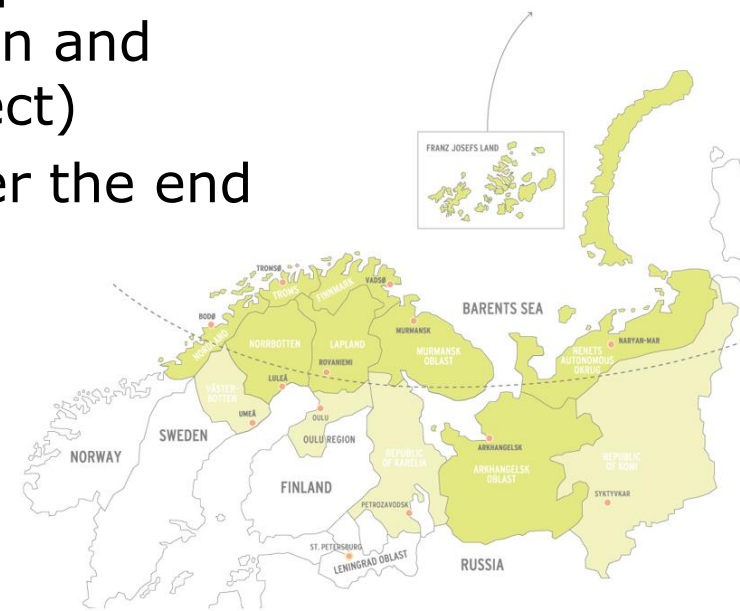 n and
ect)
er the end
FRANZ JOSEFS LAND
TROMSØ
TROMS
FINNMARK
VADSØ
BODØ
NORDLAND
BARENTS SEA
MURMANSK
NARYAN-MAR
NORRBOTTEN
LAPLAND
MURMANSK
OBLAST
NENETS
AUTONOMOUS
OKRUG
ROVANIEMI
LULEÅ
VÄSTER-
BOTTEN
UMEÅ
OULU
SWEDEN
OULU REGION
NORWAY
ARKHANGELSK
REPUBLIC
OF KARELIA
ARKHANGELSK
OBLAST
REPUBLIC
OF KOMI
FINLAND
SYKTYVKAR
PETROZAVODSK
ST. PETERSBURG
LENINGRAD OBLAST
RUSSIA